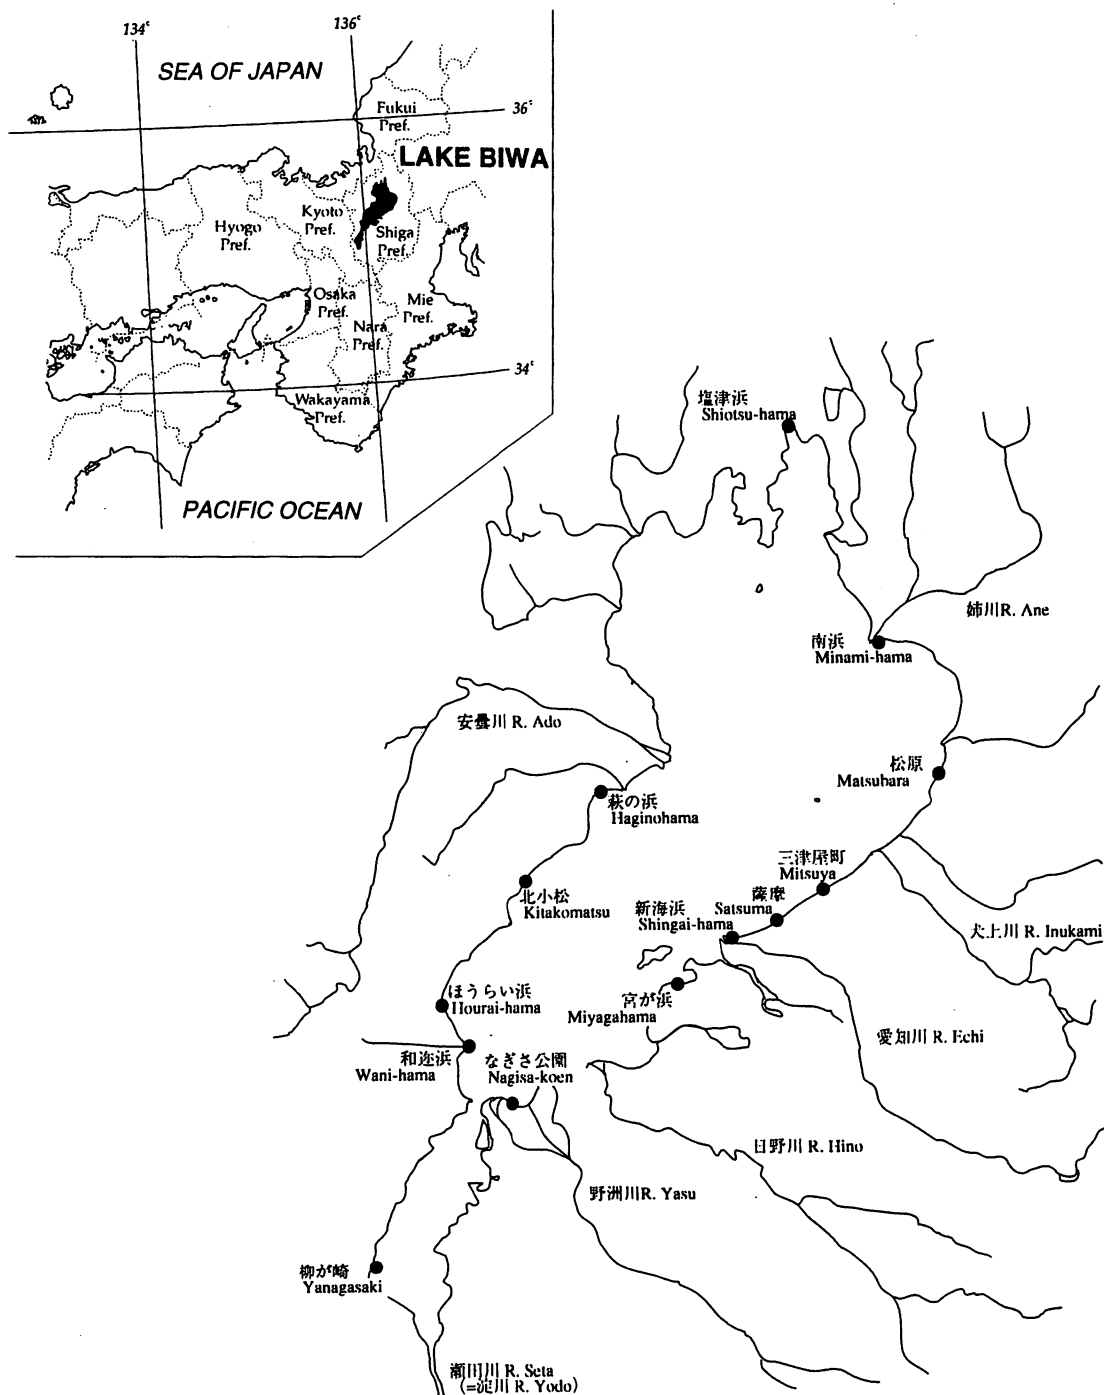 134°
136°
SEA OF JAPAN
36°
Fukui
Pref.
LAKE BIWA
Kyoto
Pref.
Hyogo
Pref.
Shiga
Pref.
Osaka
Pref.
Mie
Pref.
Nara
Pref.
34°
Wakayama
Pref.
PACIFIC OCEAN
塩津浜
Shiotsu-hama
姉川 R. Ane
南浜
Minami-hama
安曇川 R. Ado
松原
Matsubara
萩の浜
Haginohama
三津屋町
Mitsuya
北小松
Kitakomatsu
薩摩
Satsuma
新海浜
Shingai-hama
犬上川 R. Inukami
ほうらい浜
Hourai-hama
宮が浜
Miyagahama
愛知川 R. Echi
和迩浜
Wani-hama
なぎさ公園
Nagisa-koen
日野川 R. Hino
野洲川 R. Yasu
柳が崎
Yanagasaki
瀬田川 R. Seta
(=淀川 R. Yodo)